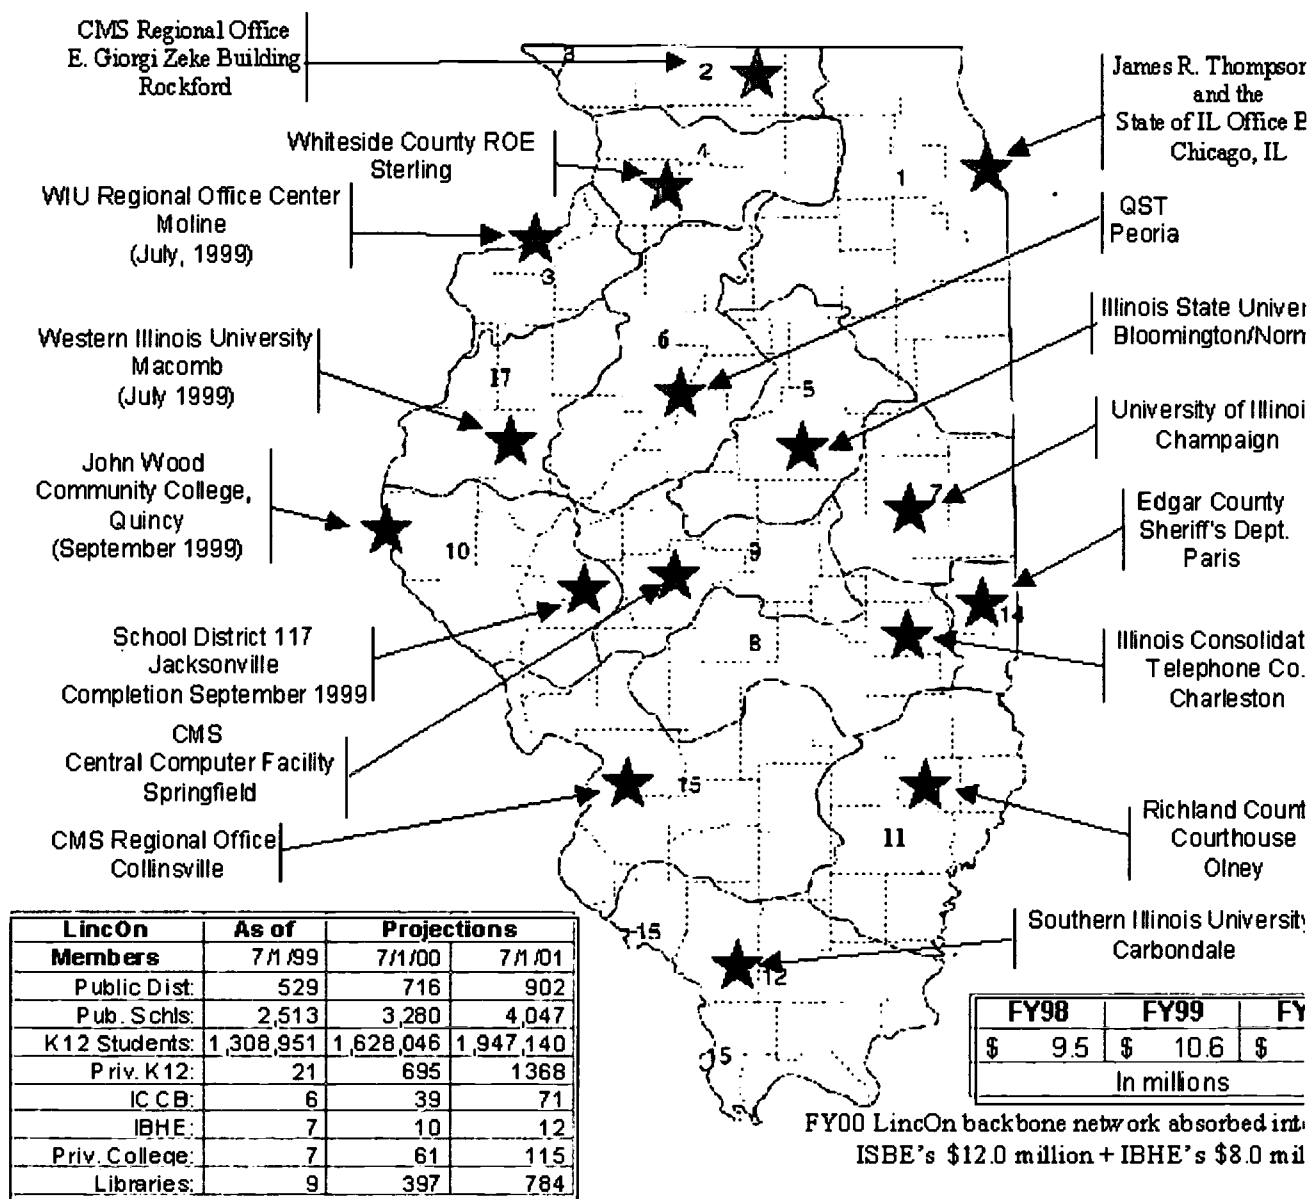 CMS Regional Office
E. Giorgi Zeke Building
Rockford
Whiteside County ROE
Sterling
WIU Regional Office Center
Moline
(July, 1999)
Western Illinois University
Macomb
(July 1999)
John Wood
Community College,
Quincy
(September 1999)
School District 117
Jacksonville
Completion September 1999
CMS
Central Computer Facility
Springfield
CMS Regional Office
Collinsville
James R. Thompson
and the
State of IL Office B
Chicago, IL
QST
Peoria
Illinois State Univer
Bloomington/Norm
University of Illinoi
Champaign
Edgar County
Sheriff's Dept.
Paris
Illinois Consolidat
Telephone Co.
Charleston
Richland Count
Courthouse
Olney
Southern Illinois University
Carbondale
3
2
4
1
3
6
17
5
7
10
9
14
8
15
11
15
12
15
LincOn As of Projections
Members 7/1/99 7/1/00 7/1/01
Public Dist: 529 716 902
Pub. Schls: 2,513 3,280 4,047
K12 Students: 1,308,951 1,628,046 1,947,140
Priv. K12: 21 695 1368
ICCB: 6 39 71
IBHE: 7 10 12
Priv. College: 7 61 115
Libraries: 9 397 784
FY98 FY99 FY
$ 9.5 $ 10.6 $
In millions
FY00 LincOn backbone network absorbed int
ISBE's $12.0 million + IBHE's $8.0 mil